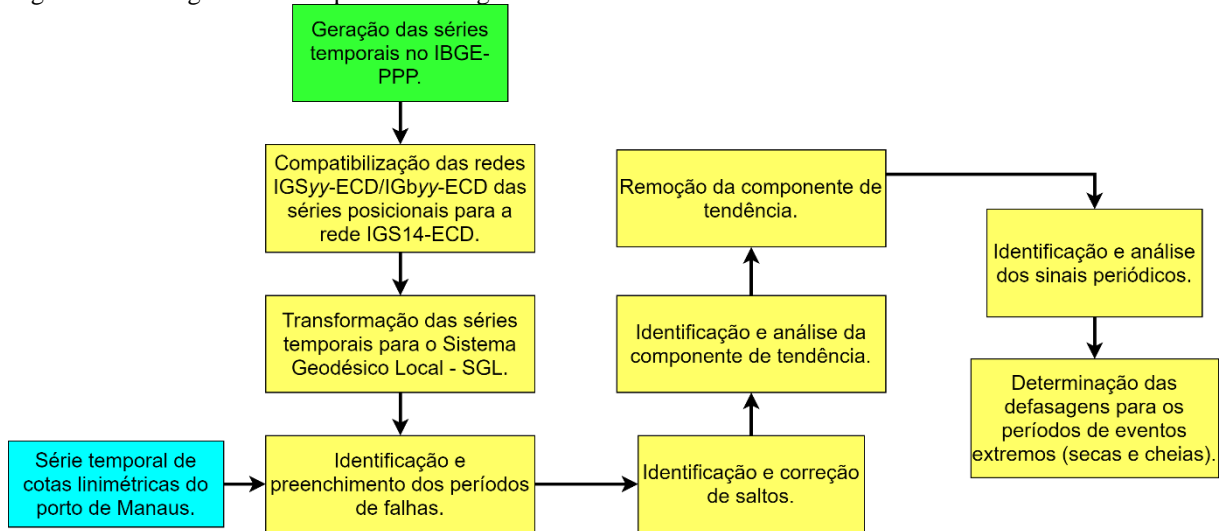 Geração das séries
temporais no IBGE-
PPP.
Compatibilização das redes
IGSyy-ECD/IGbyy-ECD das
séries posicionais para a
rede IGS14-ECD.
Transformação das séries
temporais para o Sistema
Geodésico Local - SGL.
Série temporal de
cotas linimétricas do
porto de Manaus.
Identificação e
preenchimento dos períodos
de falhas.
Identificação e correção
de saltos.
Identificação e análise da
componente de tendência.
Remoção da componente de
tendência.
Identificação e análise
dos sinais periódicos.
Determinação das
defasagens para os
períodos de eventos
extremos (secas e cheias).